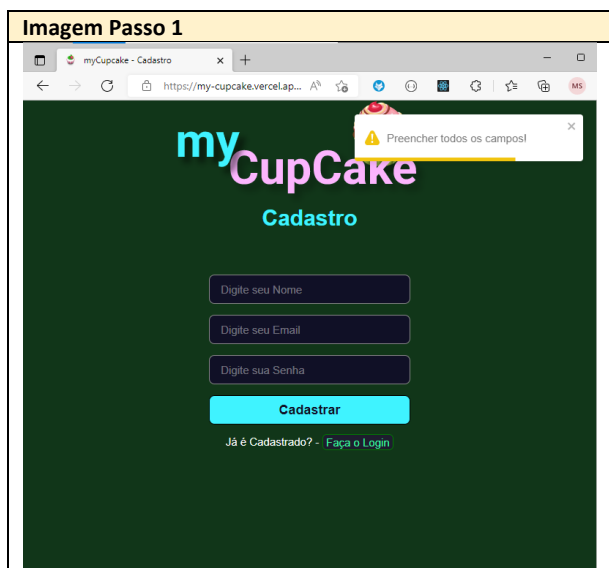 Imagem Passo 1
myCupcake - Cadastro
https://my-cupcake.vercel.ap...
MS
Preencher todos os campos!
my
CupCake
Cadastro
Digite seu Nome
Digite seu Email
Digite sua Senha
Cadastrar
Já é Cadastrado? - Faça o Login